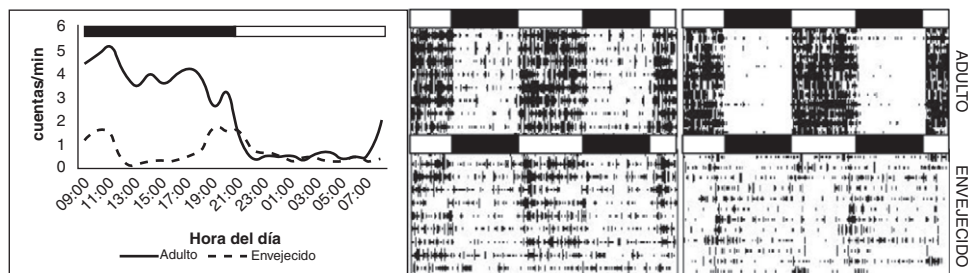 cuentas/min
6
5
4
3
2
1
0
09:00 11:00 13:00 15:00 17:00 19:00 21:00 23:00 01:00 03:00 05:00 07:00
Hora del día
Adulto Envejecido
ADULTO
ENVEJECIDO